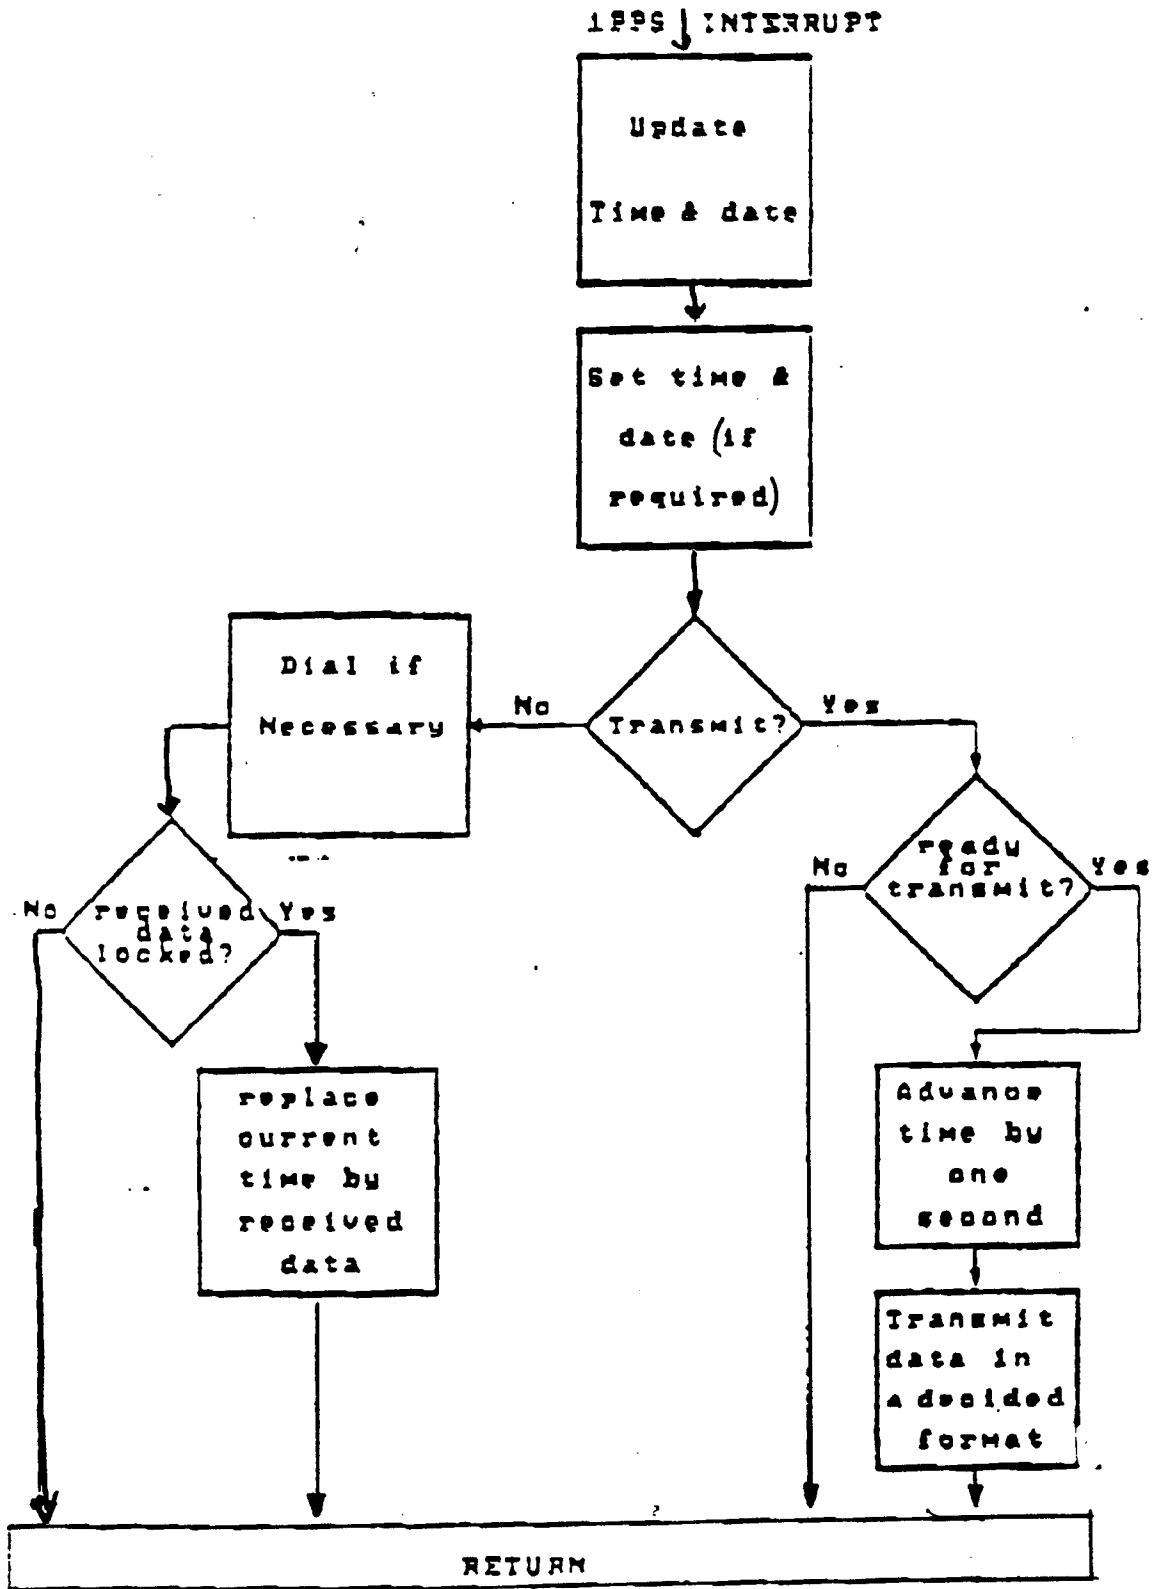 1PPS INTERRUPT
Update
Time & date
Set time &
date (if
required)
Dial if
Necessary
No
Transmit?
Yes
No
ready
for
transmit?
Yes
No
received
data
locked?
Yes
replace
current
time by
received
data
Advance
time by
one
second
Transmit
data in
a decided
format
RETURN